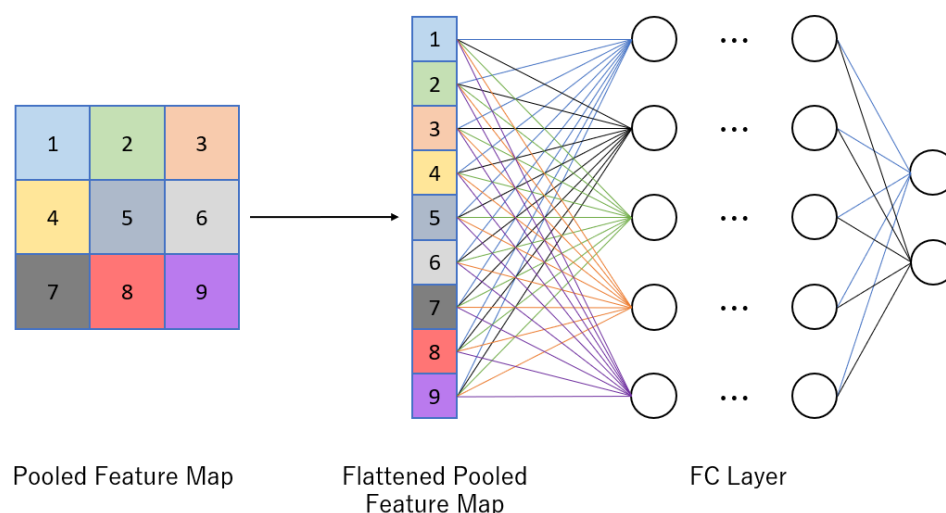 1 2 3
4 5 6
7 8 9
1
2
3
4
5
6
7
8
9
...
...
...
...
...
Pooled Feature Map
Flattened Pooled
Feature Map
FC Layer